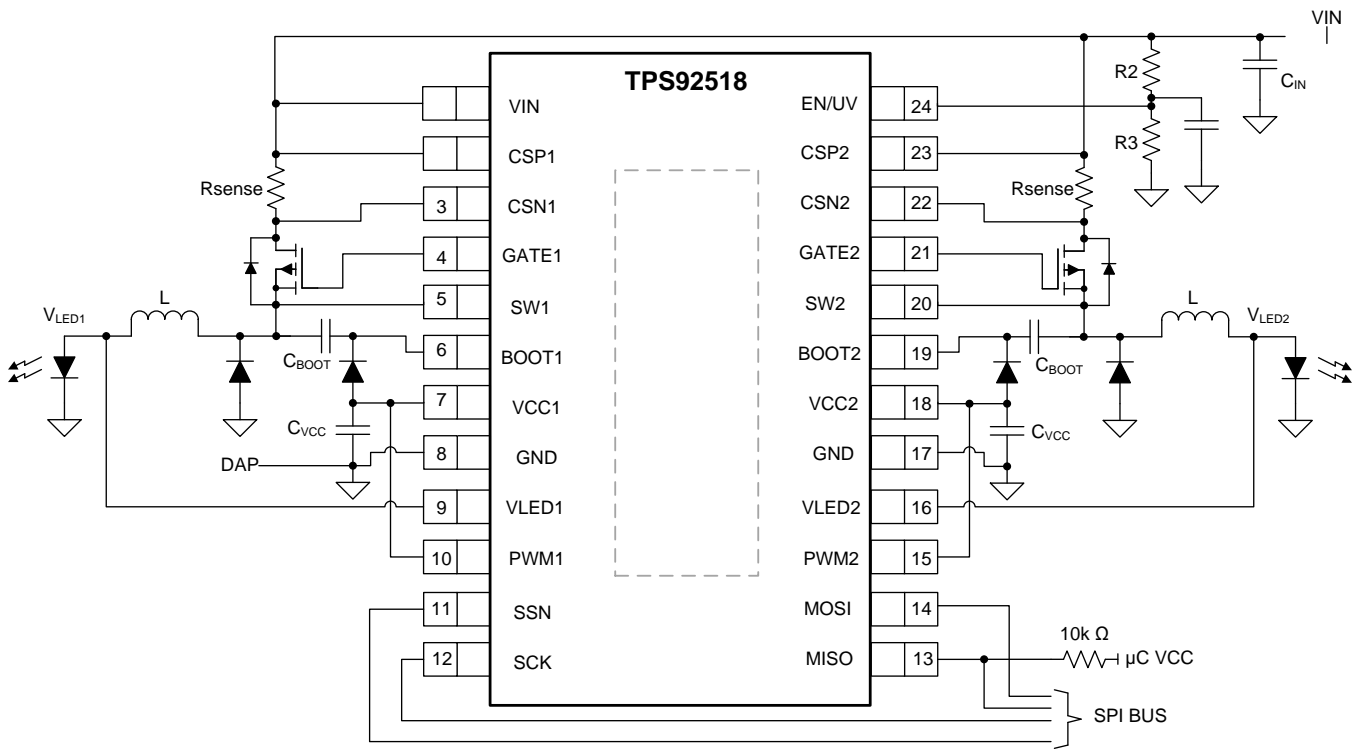 VIN
TPS92518
VIN
CSP1
3 CSN1
4 GATE1
5 SW1
6 BOOT1
7 VCC1
8 GND
9 VLED1
10 PWM1
11 SSN
12 SCK
EN/UV 24
CSP2 23
CSN2 22
GATE2 21
SW2 20
BOOT2 19
VCC2 18
GND 17
VLED2 16
PWM2 15
MOSI 14
MISO 13
Rsense
L
VLED1
CBOOT
CVCC
DAP
R2
R3
CIN
Rsense
L
VLED2
CBOOT
CVCC
10k Ω
µC VCC
SPI BUS